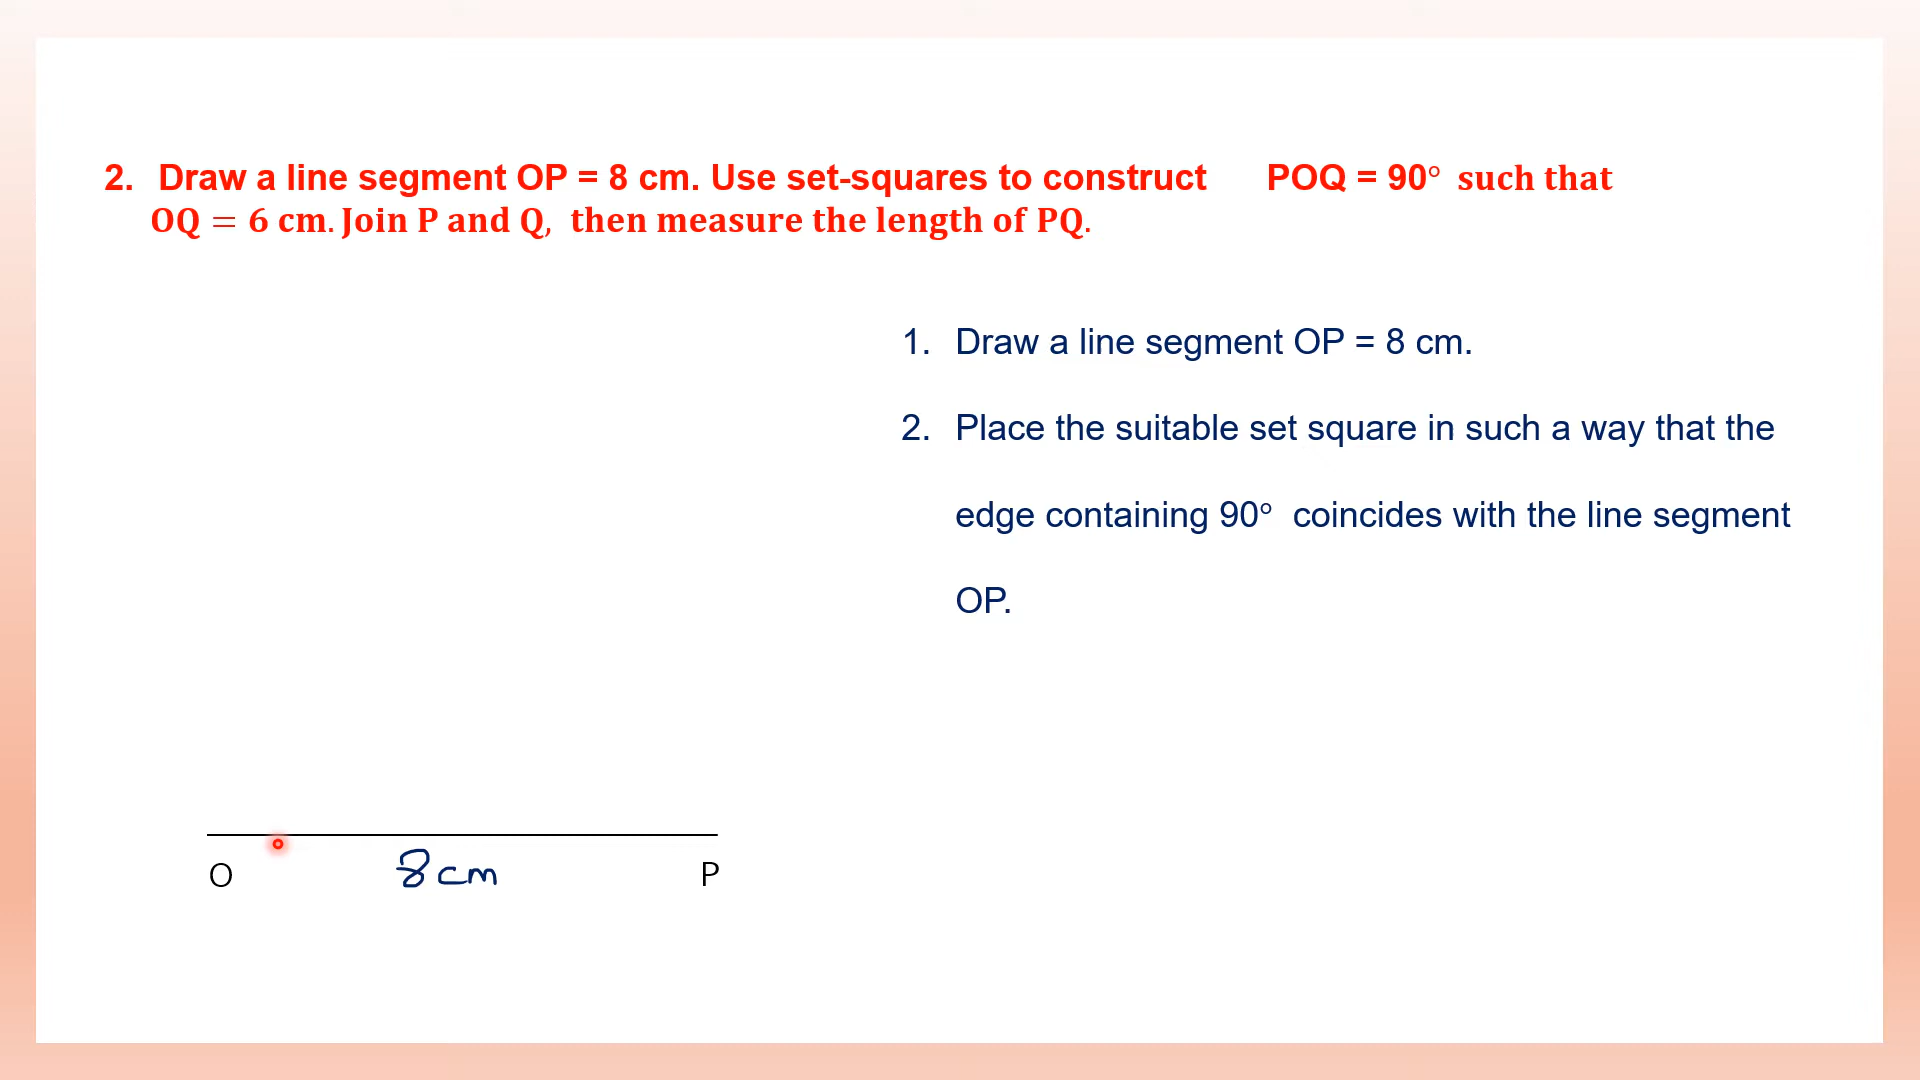 2. Draw a line segment OP = 8 cm. Use set-squares to construct POQ = 90° such that
OQ = 6 cm. Join P and Q, then measure the length of PQ.
1. Draw a line segment OP = 8 cm.
2. Place the suitable set square in such a way that the
edge containing 90° coincides with the line segment
OP.
O 8cm P